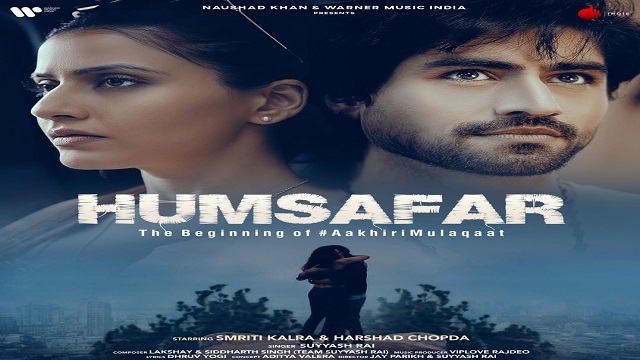 NAUSHAD KHAN & WARNER MUSIC INDIA
PRESENTS
HUMSAFAR
The Beginning of #AakhiriMulaqaat
STARRING SMRITI KALRA & HARSHAD CHOPDA
SINGER SUYYASH RAI
COMPOSER LAKSHAY & SIDDHARTH SINGH (TEAM SUYYASH RAI) MUSIC PRODUCER VIPLOVE RAJDEO
LYRICS DHRUV YOGI CONCEPT ADITYA VALERA DIRECTOR JAY PARIKH & SUYYASH RAI